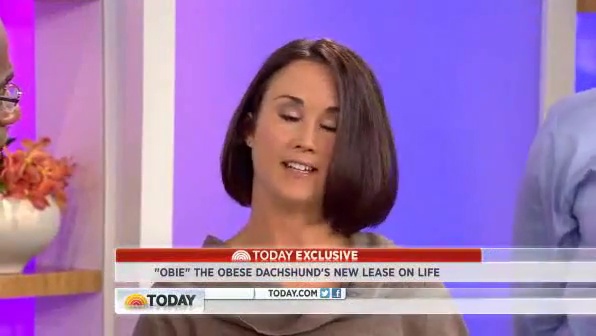 TODAY EXCLUSIVE
"OBIE" THE OBESE DACHSHUND'S NEW LEASE ON LIFE
TODAY
TODAY.COM